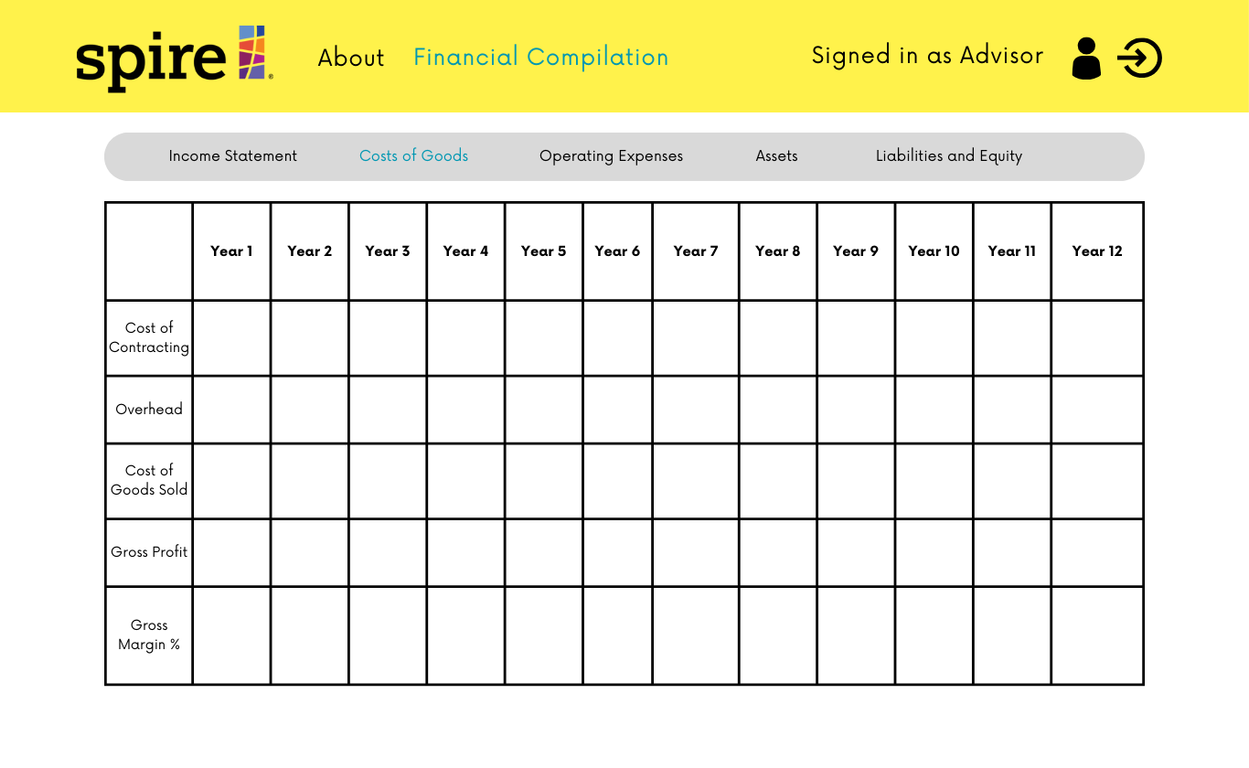 spire
About
Financial Compilation
Signed in as Advisor
Income Statement
Costs of Goods
Operating Expenses
Assets
Liabilities and Equity
Year 1
Year 2
Year 3
Year 4
Year 5
Year 6
Year 7
Year 8
Year 9
Year 10
Year 11
Year 12
Cost of
Contracting
Overhead
Cost of
Goods Sold
Gross Profit
Gross
Margin %